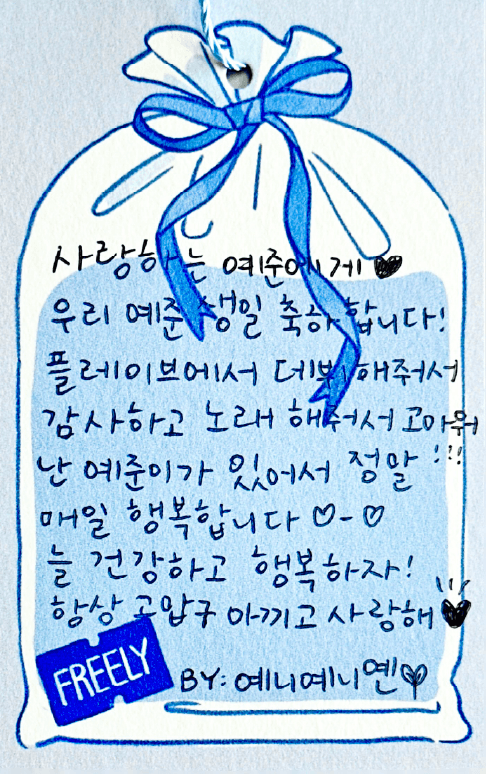 사랑하는 예준에게 ♥
우리 예준 생일 축하합니다!
플레이브에서 데뷔해줘서
감사하고 노래 해줘서 고마워!!!
난 예준이가 있어서 정말
매일 행복합니다 ♡-♡
늘 건강하고 행복하자!
항상 고맙구 아끼고 사랑해 ♥
FREELY
BY: 예니예니옌